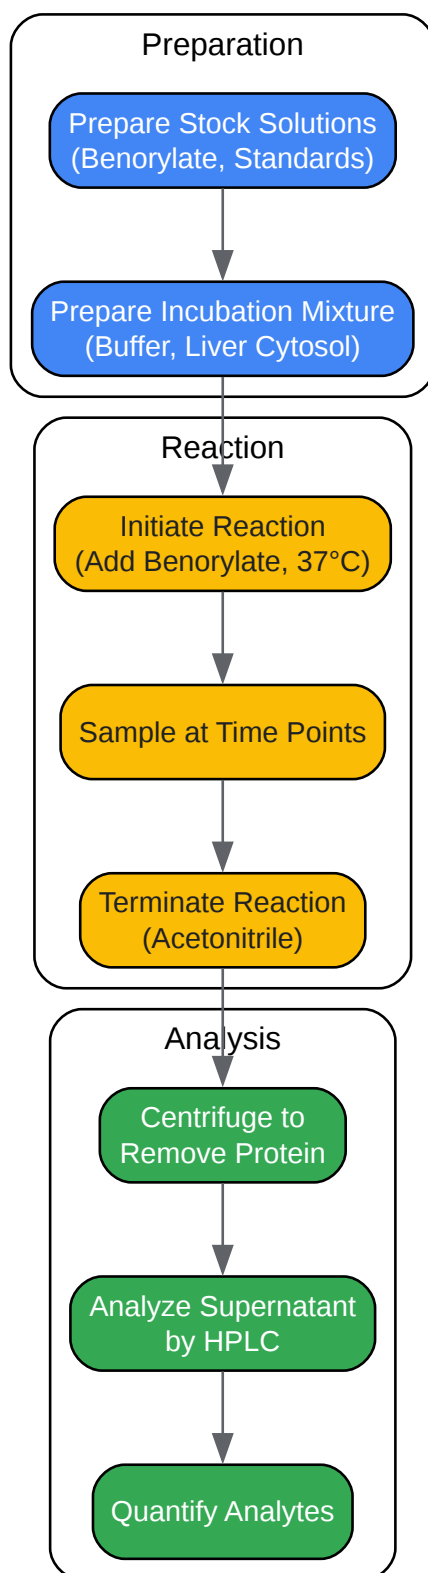 Preparation
Prepare Stock Solutions
(Benorylate, Standards)
Prepare Incubation Mixture
(Buffer, Liver Cytosol)
Reaction
Initiate Reaction
(Add Benorylate, 37°C)
Sample at Time Points
Terminate Reaction
(Acetonitrile)
Analysis
Centrifuge to
Remove Protein
Analyze Supernatant
by HPLC
Quantify Analytes